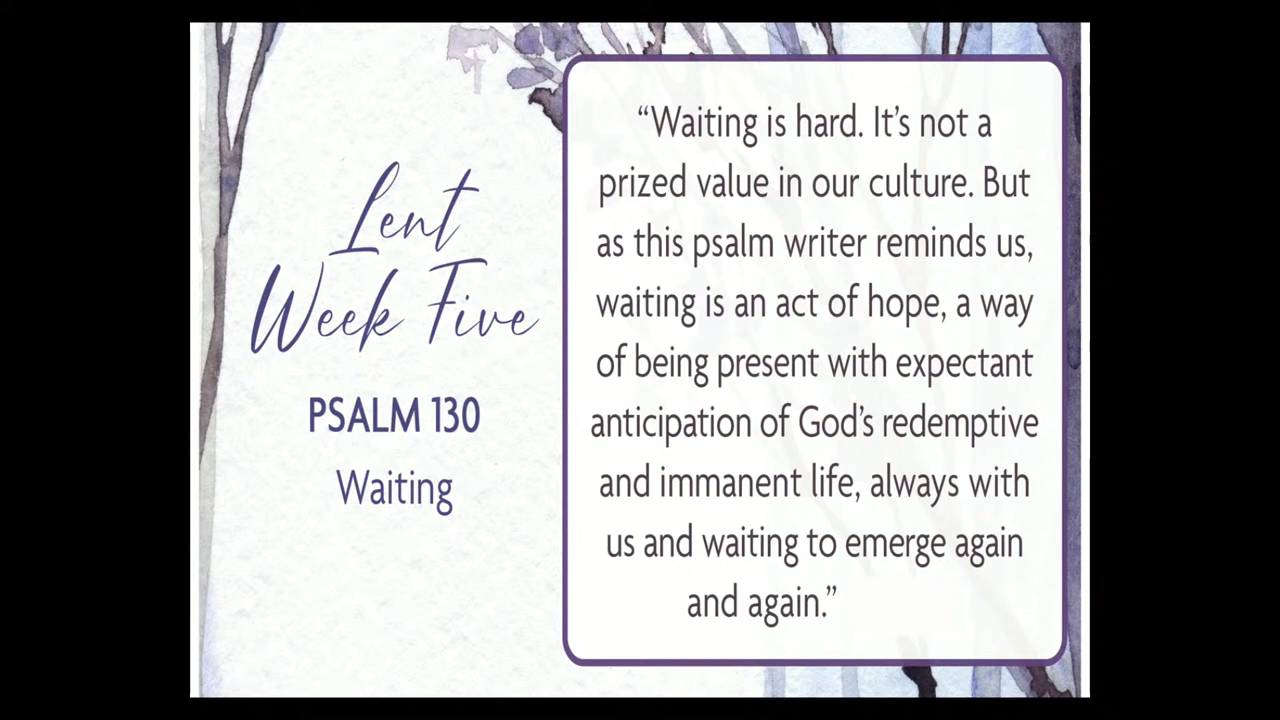 Lent
Week Five
PSALM 130
Waiting
“Waiting is hard. It’s not a
prized value in our culture. But
as this psalm writer reminds us,
waiting is an act of hope, a way
of being present with expectant
anticipation of God’s redemptive
and immanent life, always with
us and waiting to emerge again
and again.”